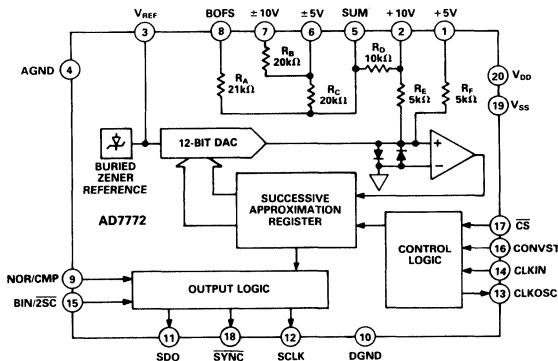 VREF BOFS ±10V ±5V SUM +10V +5V
3 8 7 6 5 2 1
AGND
4
RB
20kΩ
RD
10kΩ
RA
21kΩ
RC
20kΩ
RE
5kΩ
RF
5kΩ
20 VDD
19 VSS
12-BIT DAC
+
−
BURIED
ZENER
REFERENCE
AD7772
SUCCESSIVE
APPROXIMATION
REGISTER
CONTROL
LOGIC
17 CS
16 CONVST
14 CLKIN
13 CLKOSC
NOR/CMP 9
BIN/2SC 15
OUTPUT LOGIC
11 18 12 10
SDO SYNC SCLK DGND